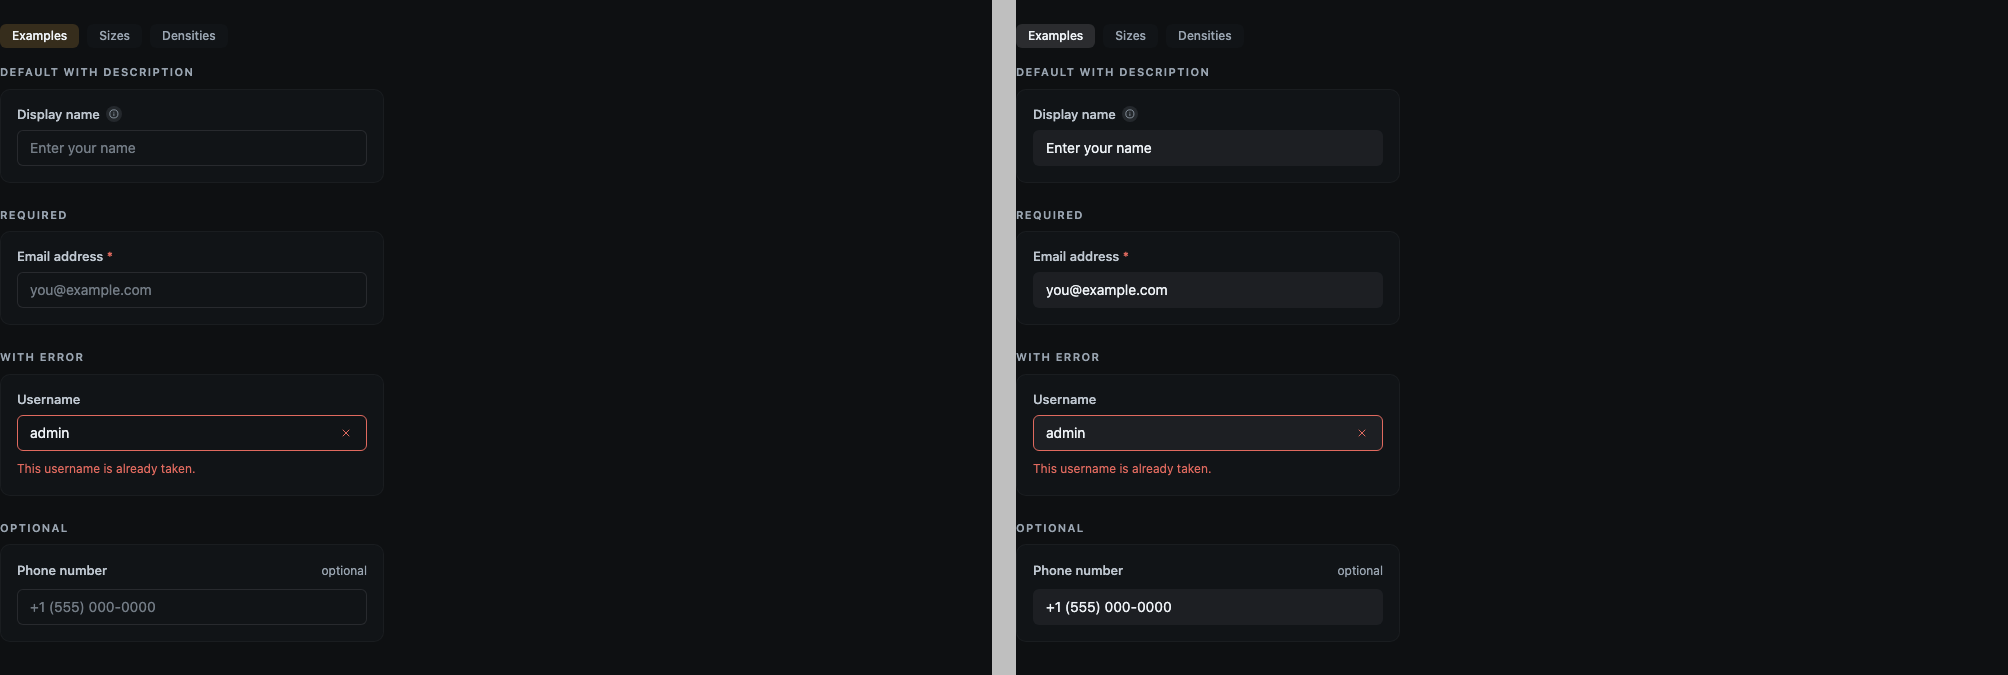 Examples Sizes Densities
DEFAULT WITH DESCRIPTION
Display name
Enter your name
REQUIRED
Email address *
you@example.com
WITH ERROR
Username
admin
This username is already taken.
OPTIONAL
Phone number optional
+1 (555) 000-0000
Examples Sizes Densities
DEFAULT WITH DESCRIPTION
Display name
Enter your name
REQUIRED
Email address *
you@example.com
WITH ERROR
Username
admin
This username is already taken.
OPTIONAL
Phone number optional
+1 (555) 000-0000